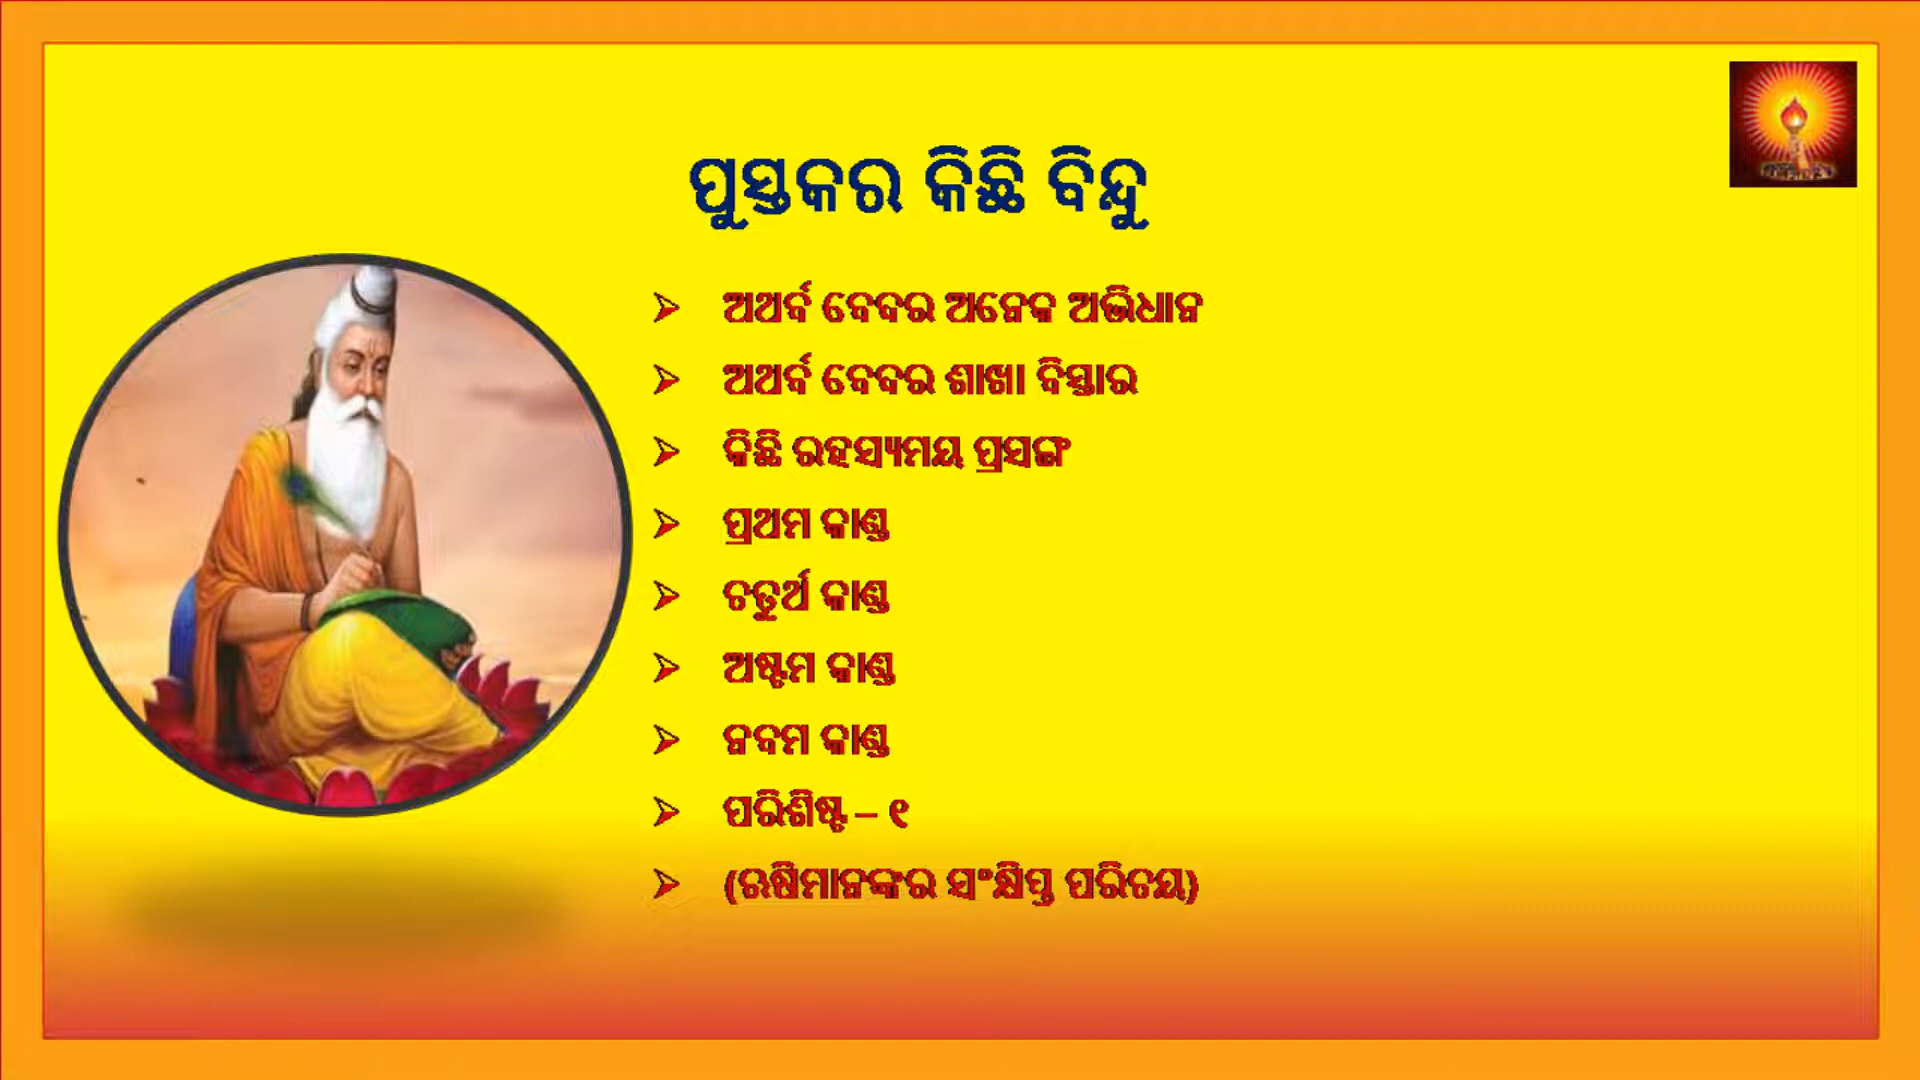 ପୁସ୍ତକର କିଛି ବିନ୍ଦୁ
➢ ଅଥର୍ବ ବେଦର ଅନେକ ଅଭିଧାନ
➢ ଅଥର୍ବ ବେଦର ଶାଖା ବିସ୍ତାର
➢ କିଛି ରହସ୍ୟମୟ ପ୍ରସଙ୍ଗ
➢ ପ୍ରଥମ କାଣ୍ଡ
➢ ଚତୁର୍ଥ କାଣ୍ଡ
➢ ଅଷ୍ଟମ କାଣ୍ଡ
➢ ନବମ କାଣ୍ଡ
➢ ପରିଶିଷ୍ଟ – ୧
➢ (ଋଷିମାନଙ୍କର ସଂକ୍ଷିପ୍ତ ପରିଚୟ)